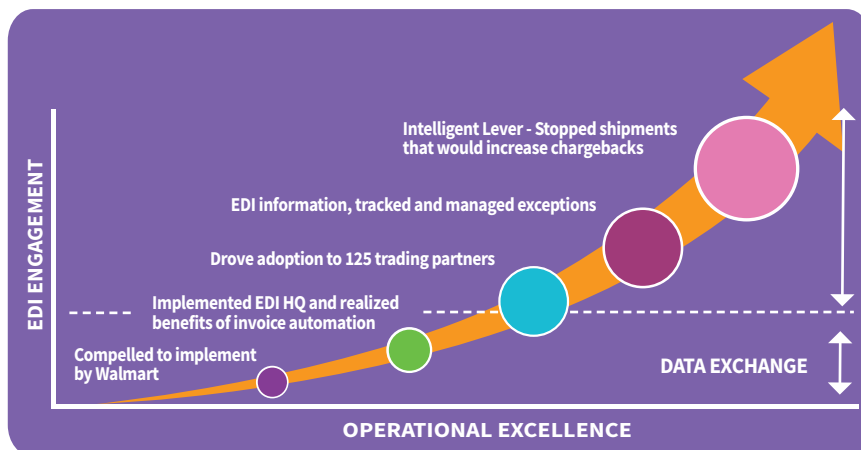 Intelligent Lever - Stopped shipments
that would increase chargebacks
EDI information, tracked and managed exceptions
Drove adoption to 125 trading partners
Implemented EDI HQ and realized
benefits of invoice automation
Compelled to implement
by Walmart
DATA EXCHANGE
EDI ENGAGEMENT
OPERATIONAL EXCELLENCE